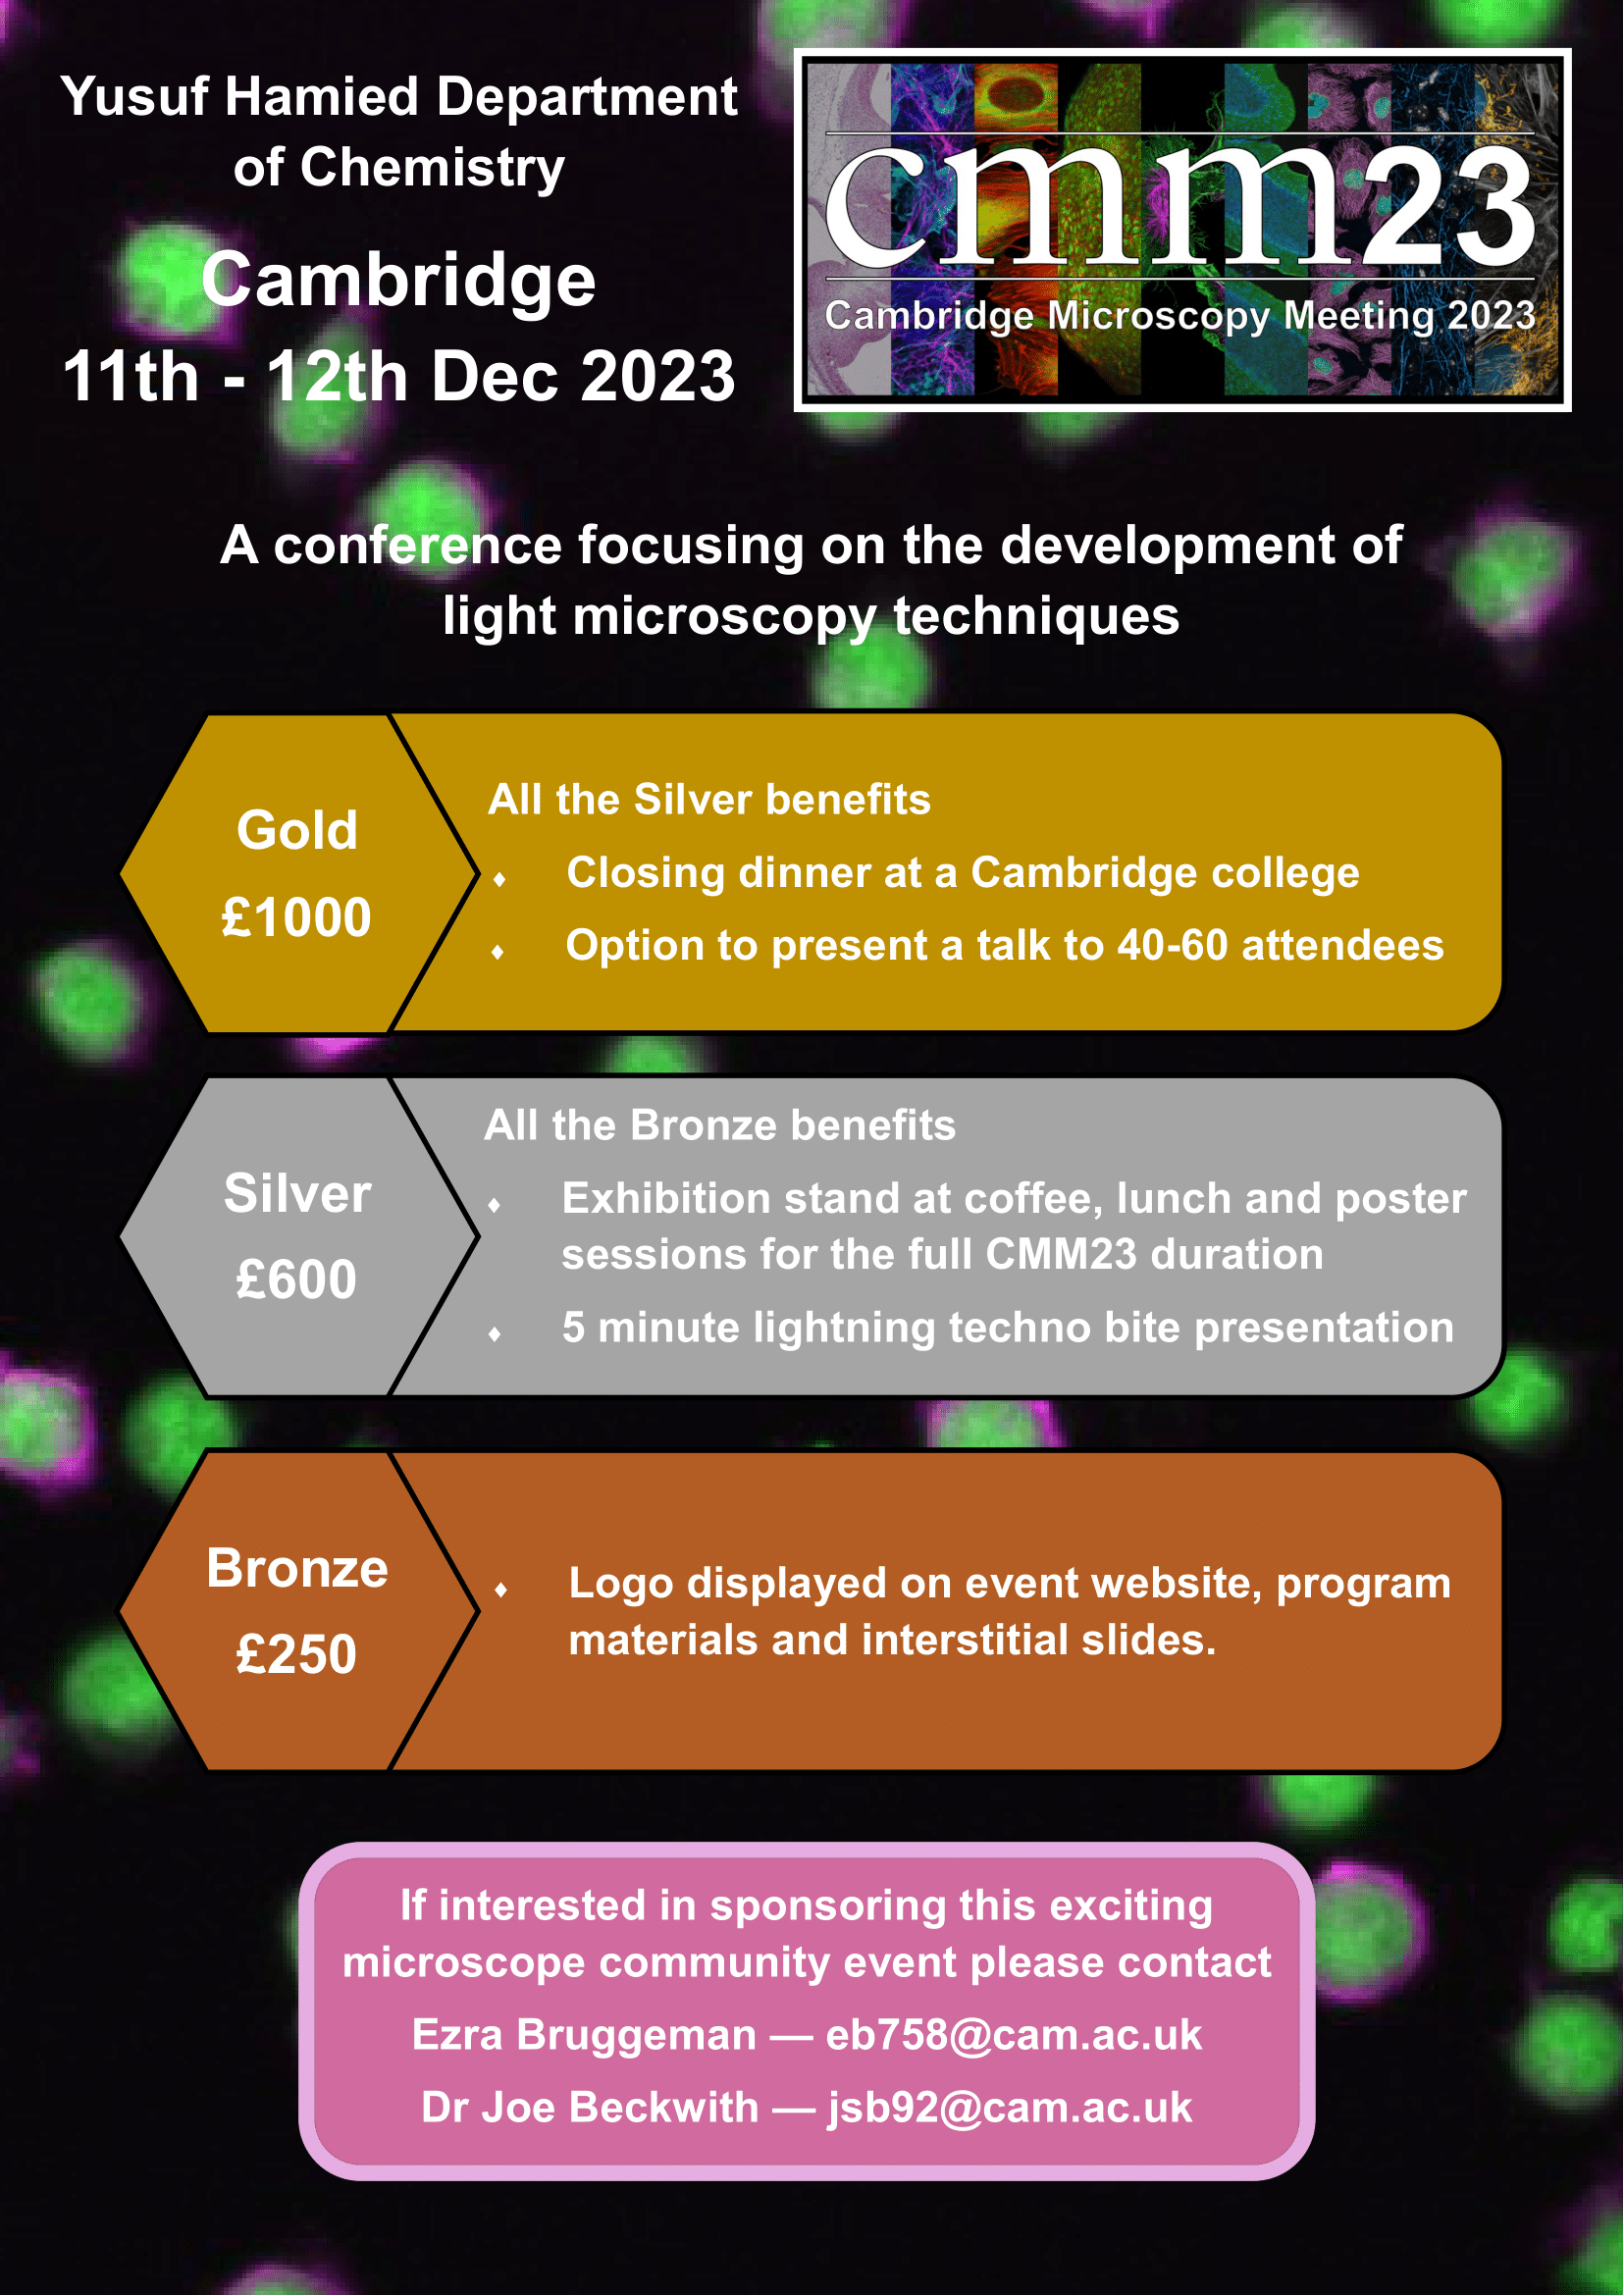 Yusuf Hamied Department
of Chemistry
Cambridge
11th - 12th Dec 2023
cmm23
Cambridge Microscopy Meeting 2023
A conference focusing on the development of
light microscopy techniques
Gold
£1000
All the Silver benefits
♦ Closing dinner at a Cambridge college
♦ Option to present a talk to 40-60 attendees
Silver
£600
All the Bronze benefits
♦ Exhibition stand at coffee, lunch and poster
sessions for the full CMM23 duration
♦ 5 minute lightning techno bite presentation
Bronze
£250
♦ Logo displayed on event website, program
materials and interstitial slides.
If interested in sponsoring this exciting
microscope community event please contact
Ezra Bruggeman — eb758@cam.ac.uk
Dr Joe Beckwith — jsb92@cam.ac.uk